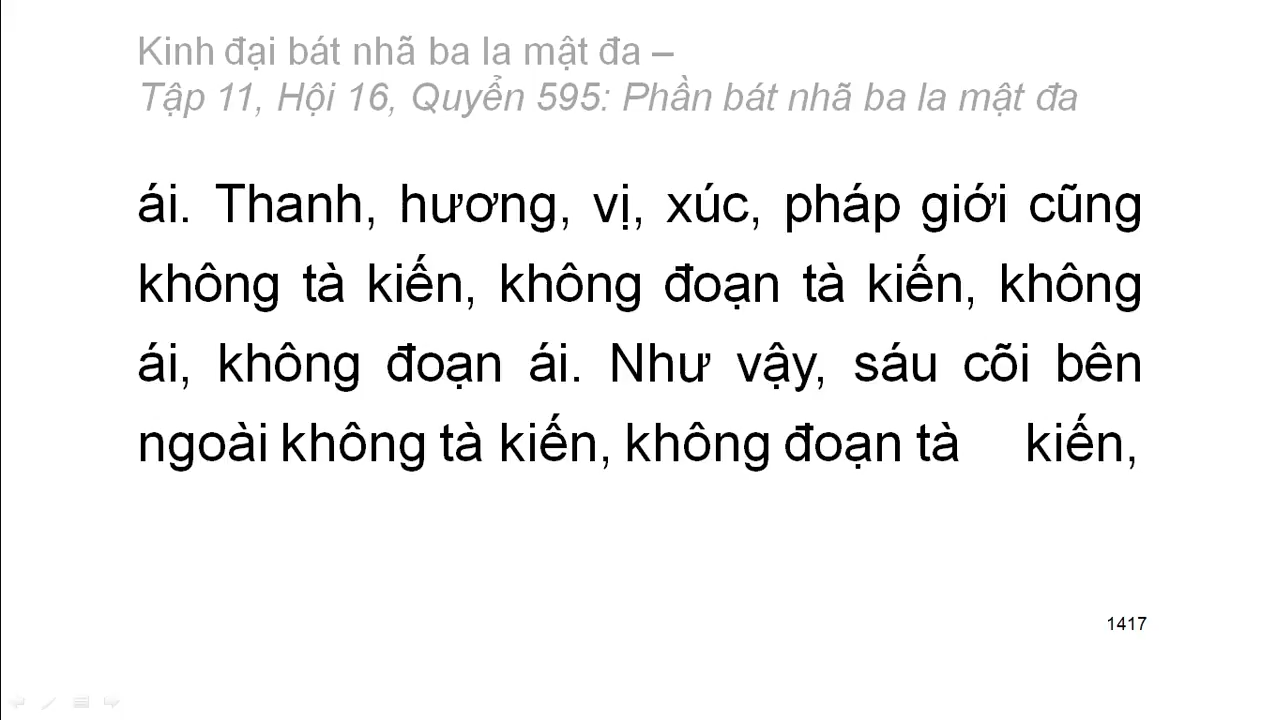 Kinh đại bát nhã ba la mật đa –
Tập 11, Hội 16, Quyển 595: Phần bát nhã ba la mật đa
ái. Thanh, hương, vị, xúc, pháp giới cũng
không tà kiến, không đoạn tà kiến, không
ái, không đoạn ái. Như vậy, sáu cõi bên
ngoài không tà kiến, không đoạn tà kiến,
1417